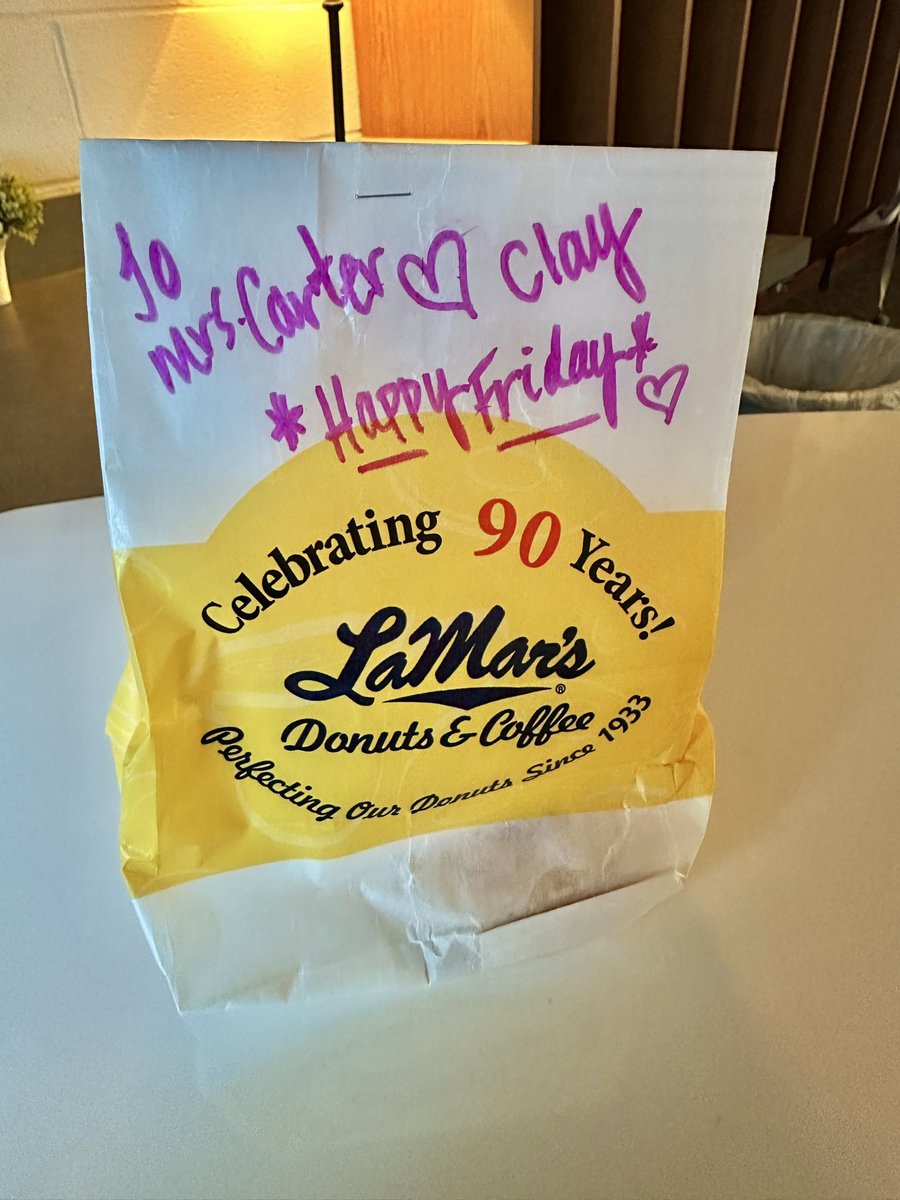 To
Mrs. Carter ♡ Clay
*Happy Friday* ♡
Celebrating 90 Years!
LaMar's®
Donuts & Coffee
Perfecting Our Donuts Since 1933